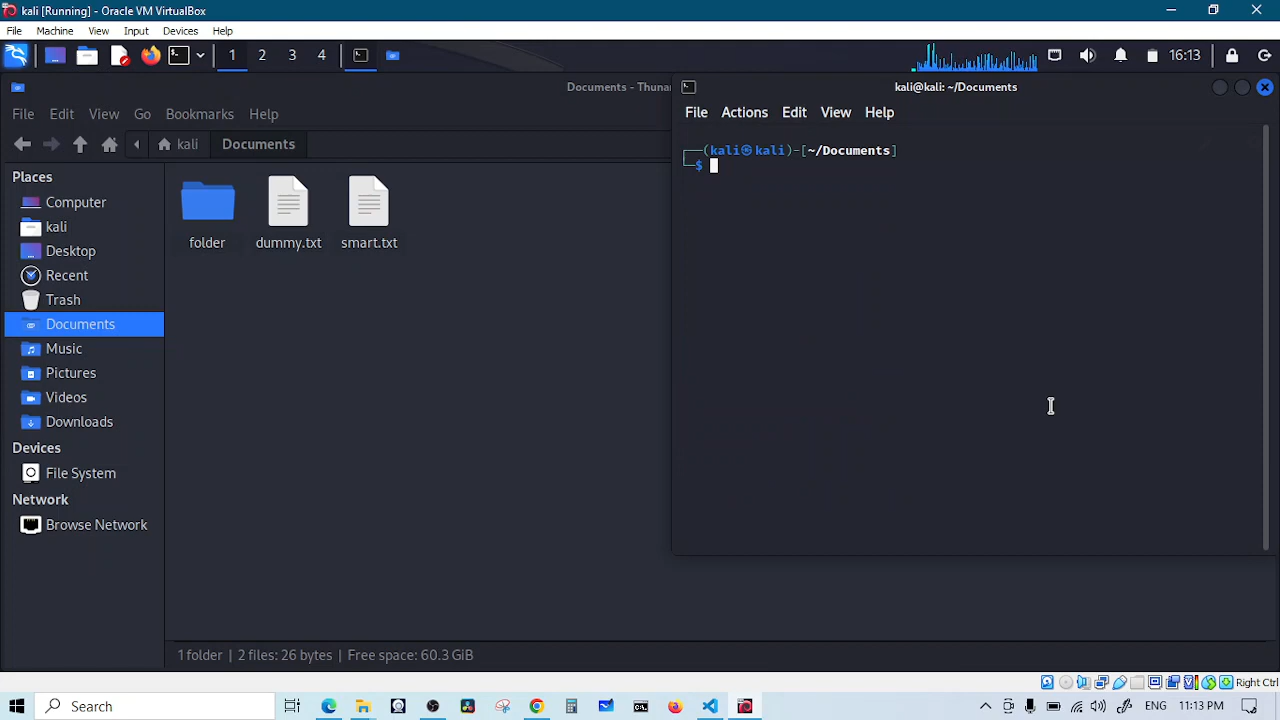 kali [Running] - Oracle VM VirtualBox
File Machine View Input Devices Help
1 2 3 4 16:13
Documents - Thuna
kali@kali: ~/Documents
File Edit View Go Bookmarks Help
File Actions Edit View Help
kali Documents
┌──(kali㉿kali)-[~/Documents]
└─$
Places
Computer
kali
Desktop
Recent
Trash
Documents
Music
Pictures
Videos
Downloads
Devices
File System
Network
Browse Network
folder dummy.txt smart.txt
1 folder | 2 files: 26 bytes | Free space: 60.3 GiB
Right Ctrl
Search
ENG 11:13 PM